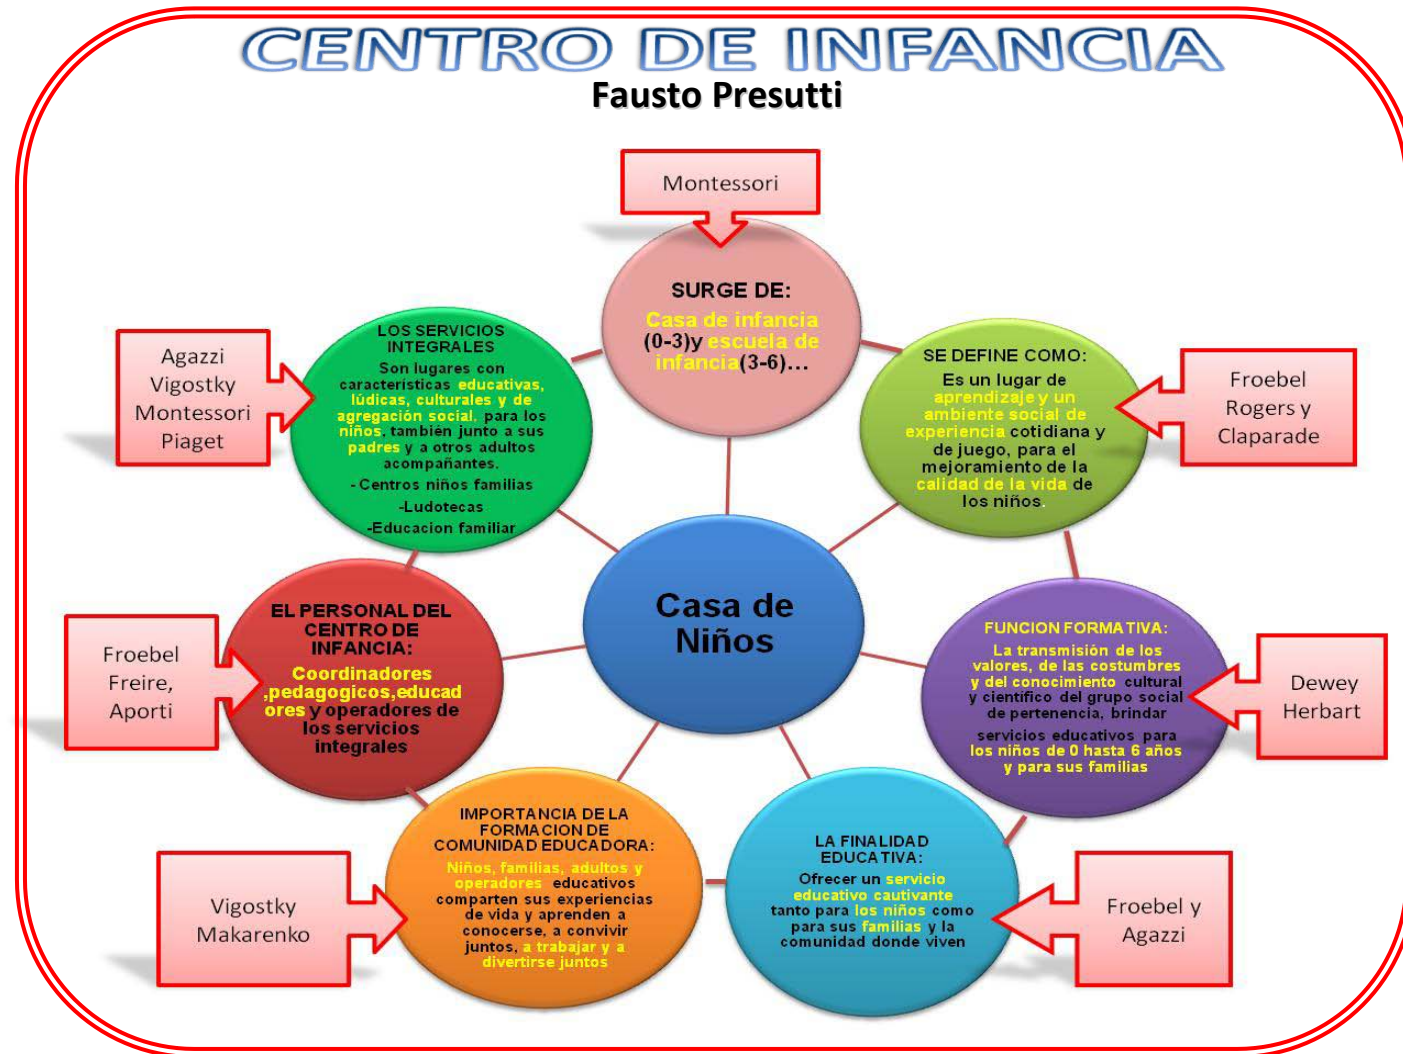 CENTRO DE INFANCIA
Fausto Presutti
Montessori
SURGE DE:
Casa de infancia
(0-3)y escuela de
infancia(3-6)...
SE DEFINE COMO:
Es un lugar de
aprendizaje y un
ambiente social de
experiencia cotidiana y
de juego, para el
mejoramiento de la
calidad de la vida de
los niños.
Froebel
Rogers y
Claparade
FUNCION FORMATIVA:
La transmisión de los
valores, de las costumbres
y del conocimiento cultural
y científico del grupo social
de pertenencia, brindar
servicios educativos para
los niños de 0 hasta 6 años
y para sus familias
Dewey
Herbart
LA FINALIDAD
EDUCATIVA:
Ofrecer un servicio
educativo cautivante
tanto para los niños como
para sus familias y la
comunidad donde viven
Froebel y
Agazzi
IMPORTANCIA DE LA
FORMACION DE
COMUNIDAD EDUCADORA:
Niños, familias, adultos y
operadores educativos
comparten sus experiencias
de vida y aprenden a
conocerse, a convivir
juntos, a trabajar y a
divertirse juntos
Vigostky
Makarenko
EL PERSONAL DEL
CENTRO DE
INFANCIA:
Coordinadores
,pedagogicos,educad
ores y operadores de
los servicios
integrales
Froebel
Freire,
Aporti
LOS SERVICIOS
INTEGRALES
Son lugares con
características educativas,
lúdicas, culturales y de
agregación social, para los
niños, también junto a sus
padres y a otros adultos
acompañantes.
- Centros niños familias
-Ludotecas
-Educacion familiar
Agazzi
Vigostky
Montessori
Piaget
Casa de
Niños